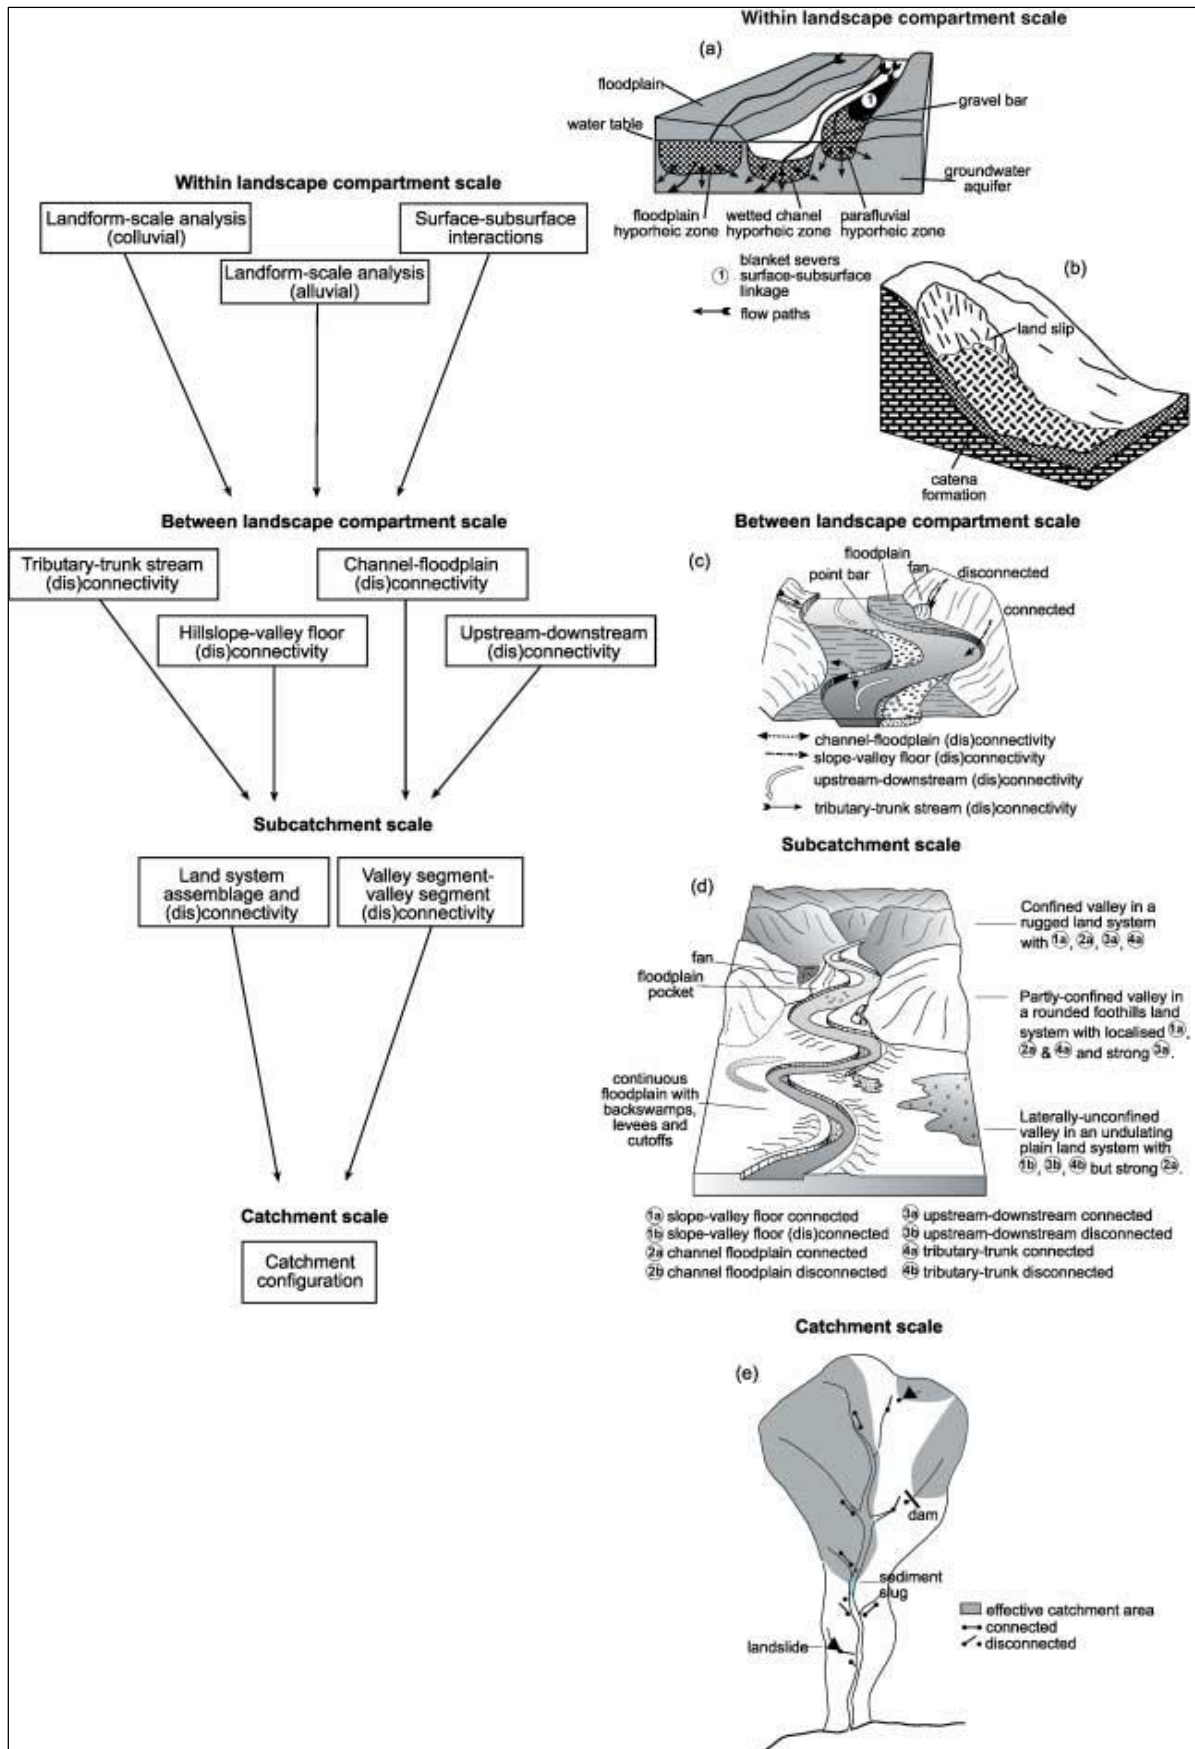 Within landscape compartment scale
Landform-scale analysis
(colluvial)
Surface-subsurface
interactions
Landform-scale analysis
(alluvial)
Between landscape compartment scale
Tributary-trunk stream
(dis)connectivity
Channel-floodplain
(dis)connectivity
Hillslope-valley floor
(dis)connectivity
Upstream-downstream
(dis)connectivity
Subcatchment scale
Land system
assemblage and
(dis)connectivity
Valley segment-
valley segment
(dis)connectivity
Catchment scale
Catchment
configuration
Within landscape compartment scale
(a)
floodplain
1
gravel bar
water table
groundwater
aquifer
floodplain
hyporheic zone
wetted chanel
hyporheic zone
parafluvial
hyporheic zone
1 blanket severs
surface-subsurface
linkage
flow paths
(b)
land slip
catena
formation
Between landscape compartment scale
(c)
floodplain
fan
point bar
disconnected
connected
channel-floodplain (dis)connectivity
slope-valley floor (dis)connectivity
upstream-downstream (dis)connectivity
tributary-trunk stream (dis)connectivity
Subcatchment scale
(d)
fan
floodplain
pocket
continuous
floodplain with
backswamps,
levees and
cutoffs
Confined valley in a
rugged land system
with 1a, 2a, 3a, 4a
Partly-confined valley in
a rounded foothills land
system with localised 1a,
2a & 4a and strong 3a.
Laterally-unconfined
valley in an undulating
plain land system with
1b, 3b, 4b but strong 2a.
1a slope-valley floor connected
1b slope-valley floor (dis)connected
2a channel floodplain connected
2b channel floodplain disconnected
3a upstream-downstream connected
3b upstream-downstream disconnected
4a tributary-trunk connected
4b tributary-trunk disconnected
Catchment scale
(e)
dam
sediment
slug
landslide
effective catchment area
connected
disconnected